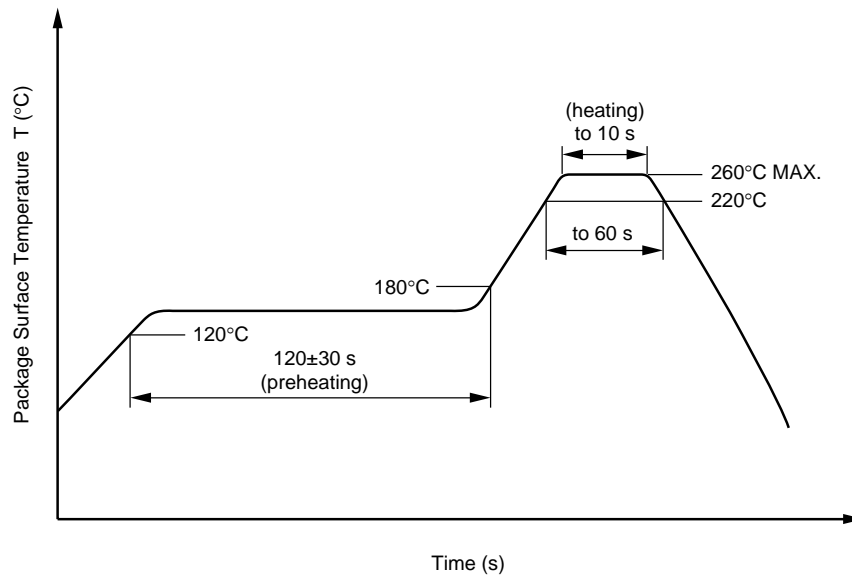 Package Surface Temperature T (°C)
(heating)
to 10 s
260°C MAX.
220°C
to 60 s
180°C
120°C
120±30 s
(preheating)
Time (s)